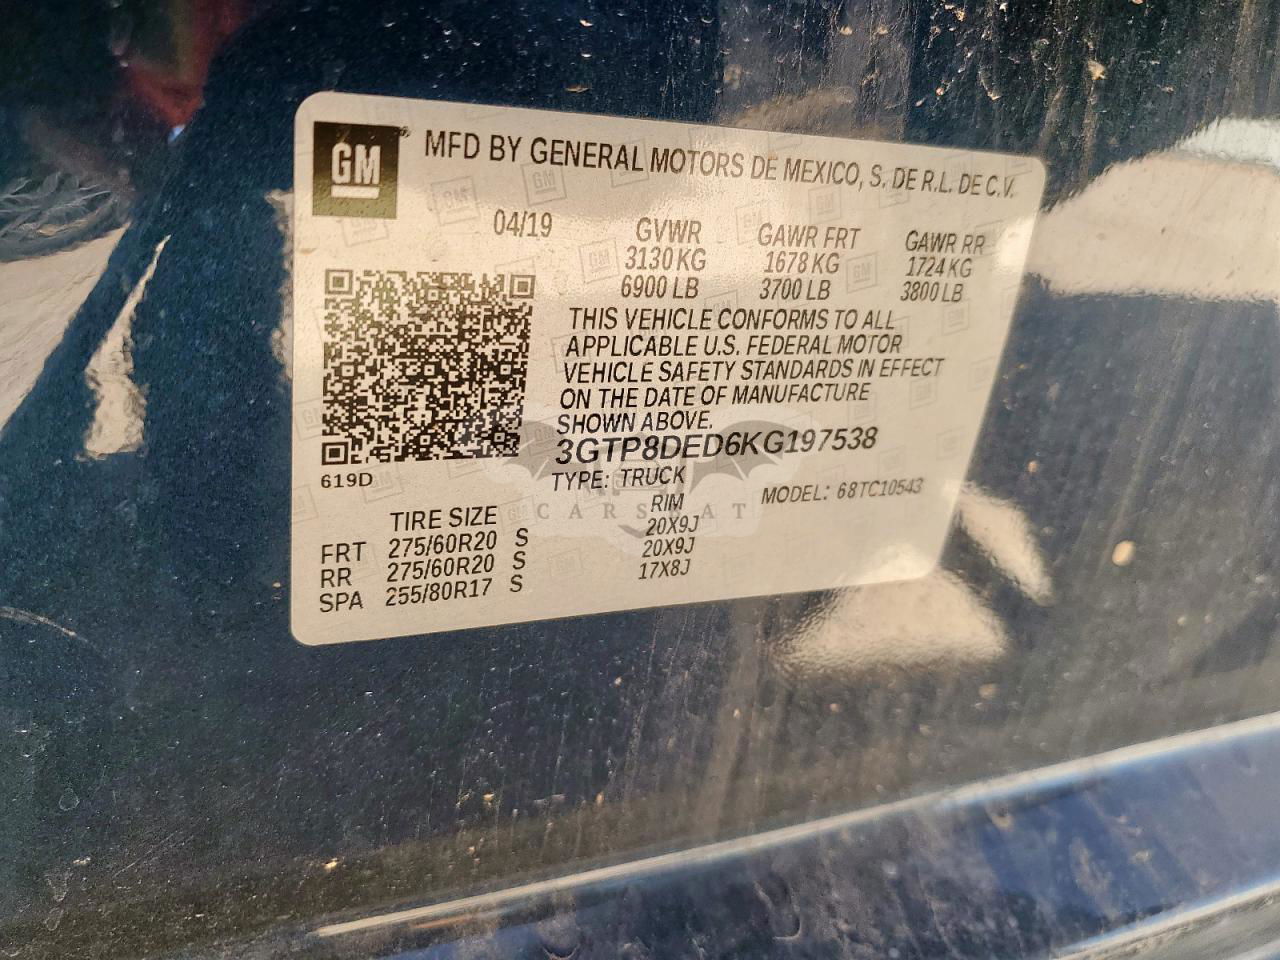 GM
MFD BY GENERAL MOTORS DE MEXICO, S. DE R.L. DE C.V.
04/19
GVWR GAWR FRT GAWR RR
3130 KG 1678 KG 1724 KG
6900 LB 3700 LB 3800 LB
THIS VEHICLE CONFORMS TO ALL
APPLICABLE U.S. FEDERAL MOTOR
VEHICLE SAFETY STANDARDS IN EFFECT
ON THE DATE OF MANUFACTURE
SHOWN ABOVE.
3GTP8DED6KG197538
TYPE: TRUCK
MODEL: 68TC10543
619D
TIRE SIZE RIM
FRT 275/60R20 S 20X9J
RR 275/60R20 S 20X9J
SPA 255/80R17 S 17X8J
CARSBAT